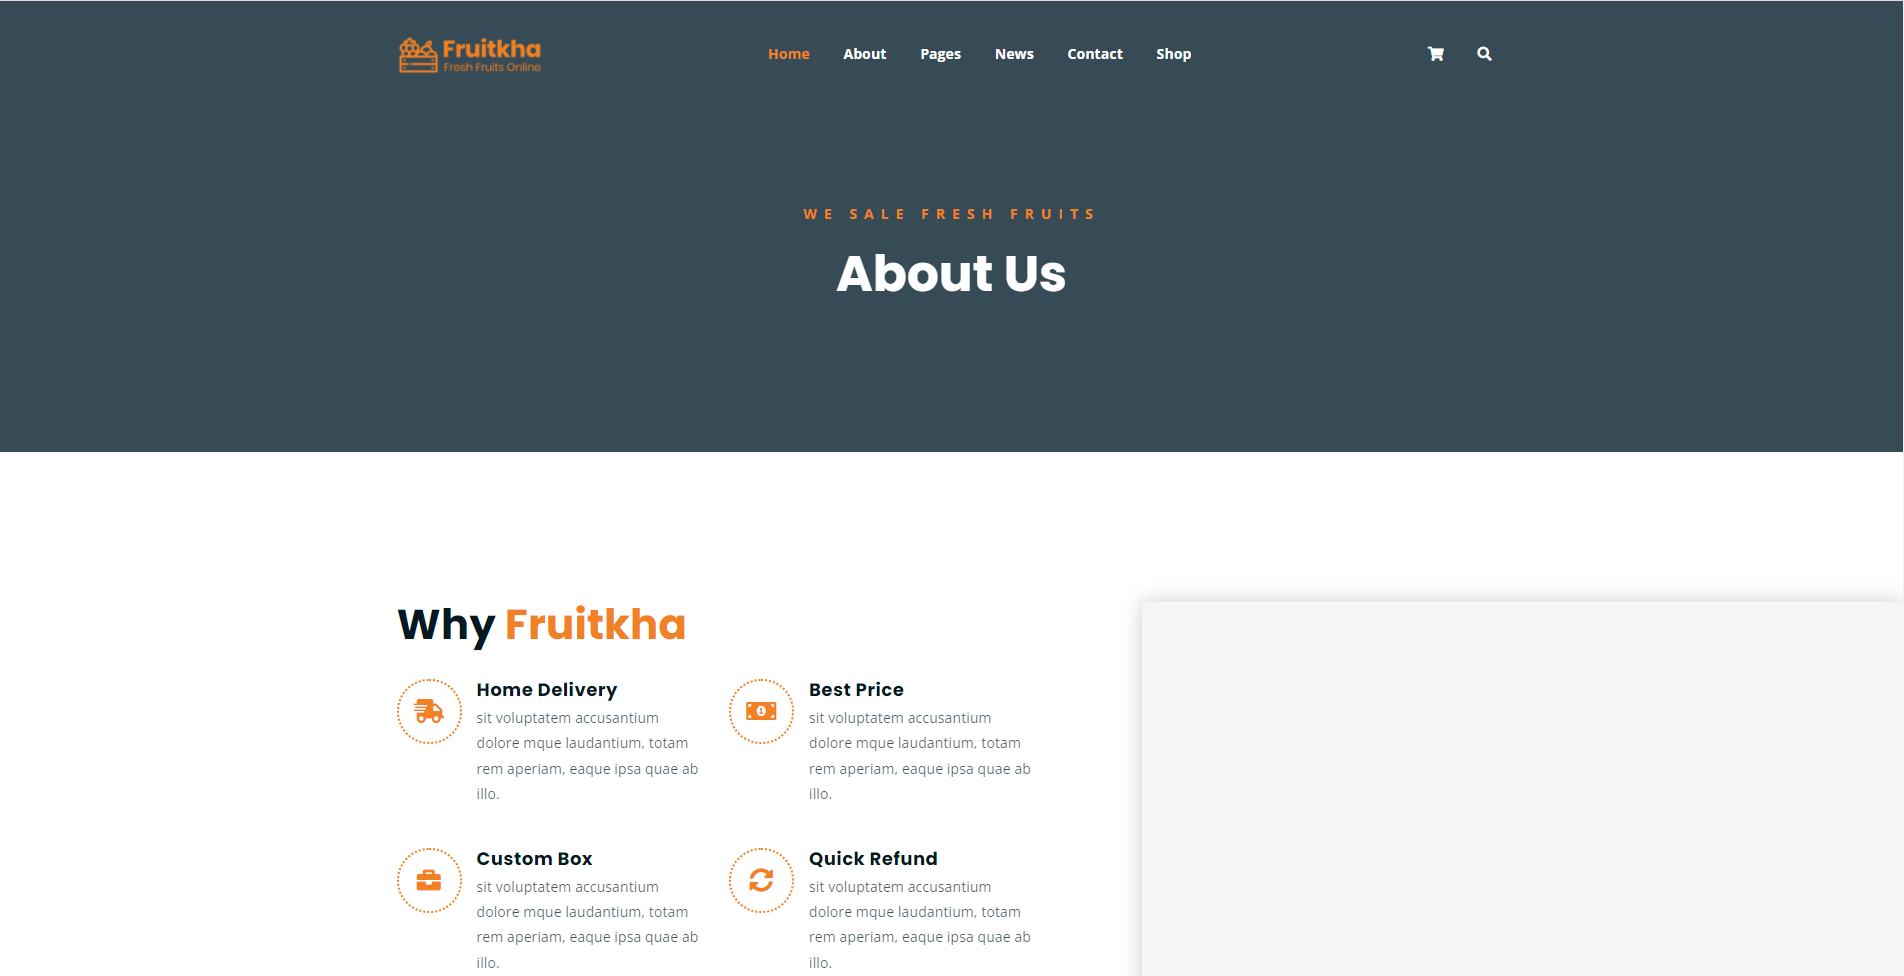 Fruitkha
Fresh Fruits Online
Home About Pages News Contact Shop
WE SALE FRESH FRUITS
About Us
Why Fruitkha
Home Delivery
sit voluptatem accusantium
dolore mque laudantium, totam
rem aperiam, eaque ipsa quae ab
illo.
Best Price
sit voluptatem accusantium
dolore mque laudantium, totam
rem aperiam, eaque ipsa quae ab
illo.
Custom Box
sit voluptatem accusantium
dolore mque laudantium, totam
rem aperiam, eaque ipsa quae ab
illo.
Quick Refund
sit voluptatem accusantium
dolore mque laudantium, totam
rem aperiam, eaque ipsa quae ab
illo.